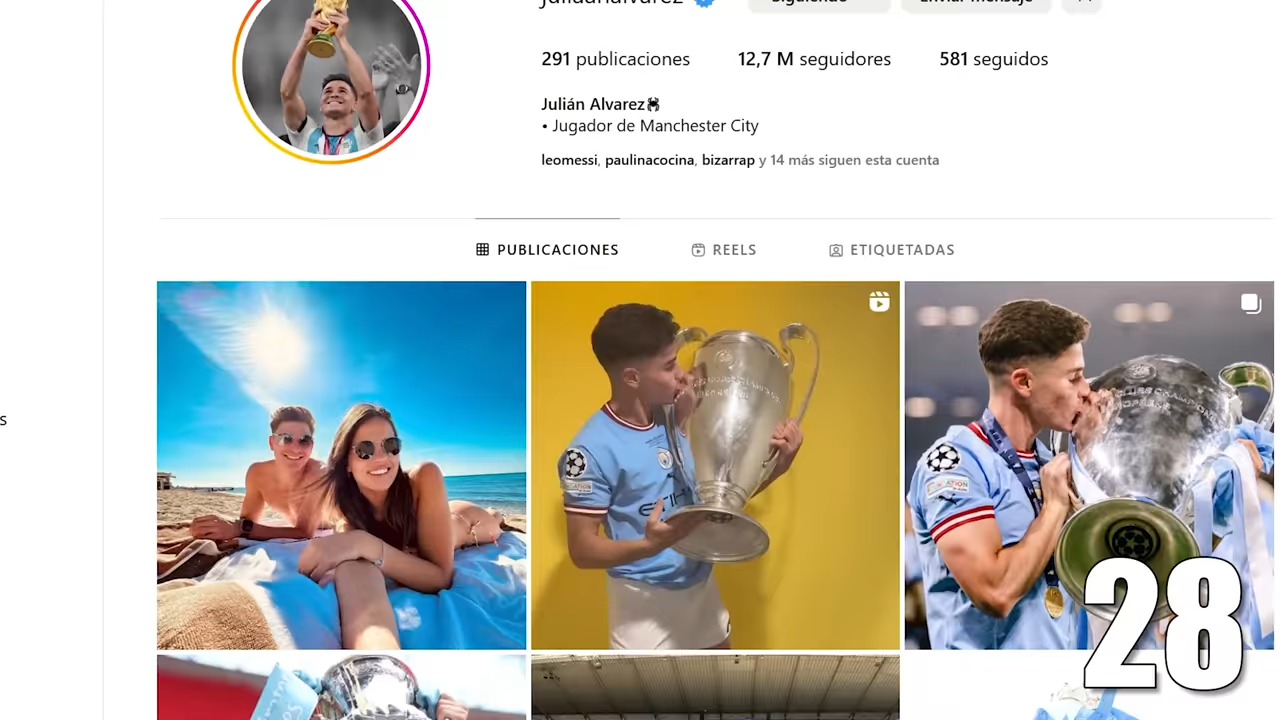 291 publicaciones 12,7 M seguidores 581 seguidos
Julián Alvarez🕷
• Jugador de Manchester City
leomessi, paulinacocina, bizarrap y 14 más siguen esta cuenta
PUBLICACIONES REELS ETIQUETADAS
s
28